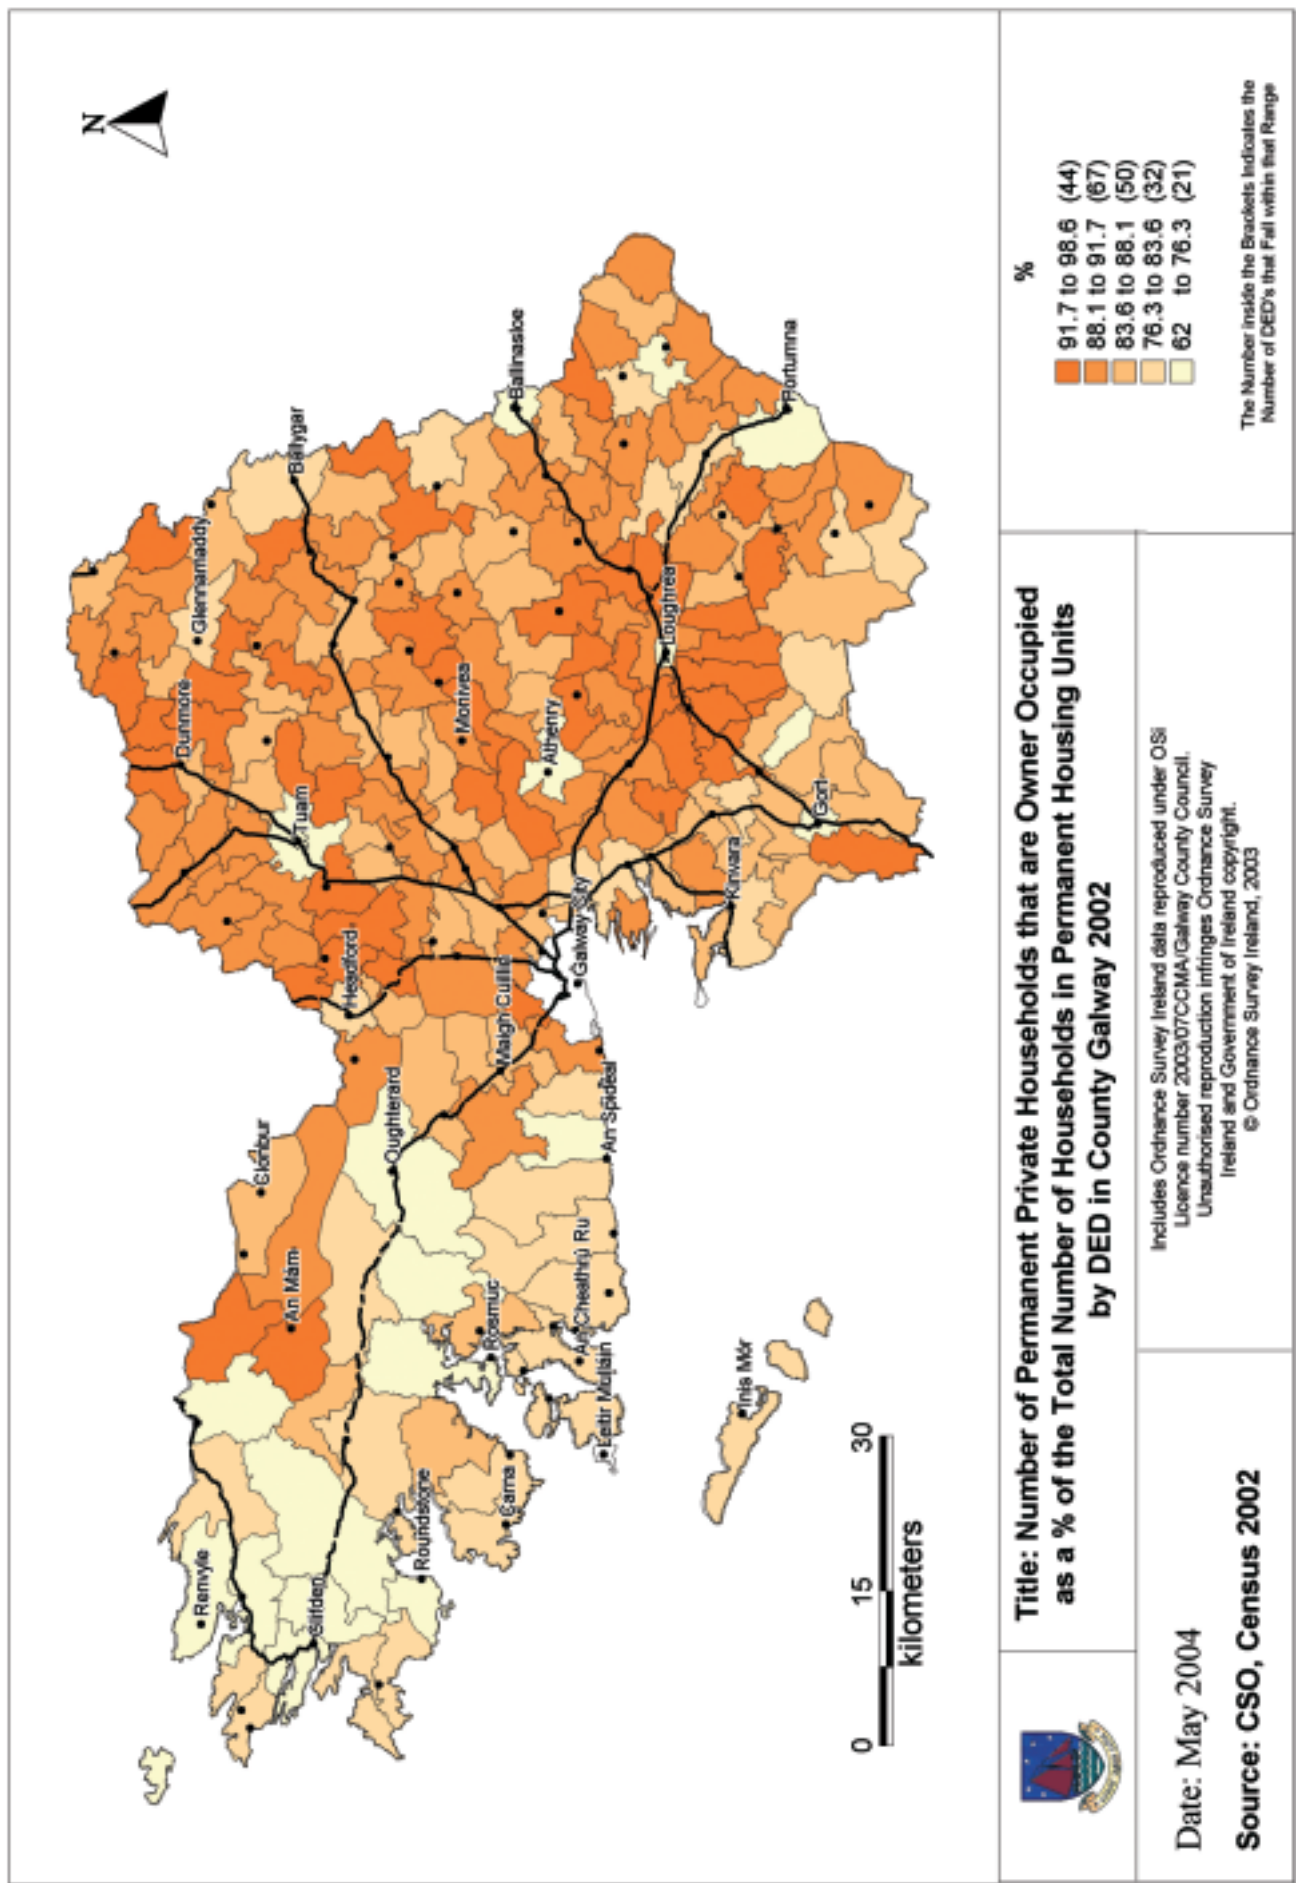 N
Renvyle
Clifden
Roundstone
Carna
An Mám
Clonbur
Oughterard
Rosmuc
An Cheathrú Ru
Leitir Molláin
Inis Mór
An Spidéal
Maigh Cuilin
Headford
Galway City
Tuam
Dunmore
Glennamaddy
Ballygar
Monivea
Athenry
Ballinasloe
Loughrea
Portumna
Kinvara
Gort
0 15 30
kilometers
Title: Number of Permanent Private Households that are Owner Occupied
as a % of the Total Number of Households in Permanent Housing Units
by DED in County Galway 2002
%
91.7 to 98.6 (44)
88.1 to 91.7 (67)
83.6 to 88.1 (50)
76.3 to 83.6 (32)
62 to 76.3 (21)
The Number inside the Brackets Indicates the
Number of DED's that Fall within that Range
Date: May 2004
Source: CSO, Census 2002
Includes Ordnance Survey Ireland data reproduced under OSi
Licence number 2003/07CCMA/Galway County Council.
Unauthorised reproduction infringes Ordnance Survey
Ireland and Government of Ireland copyright.
© Ordnance Survey Ireland, 2003